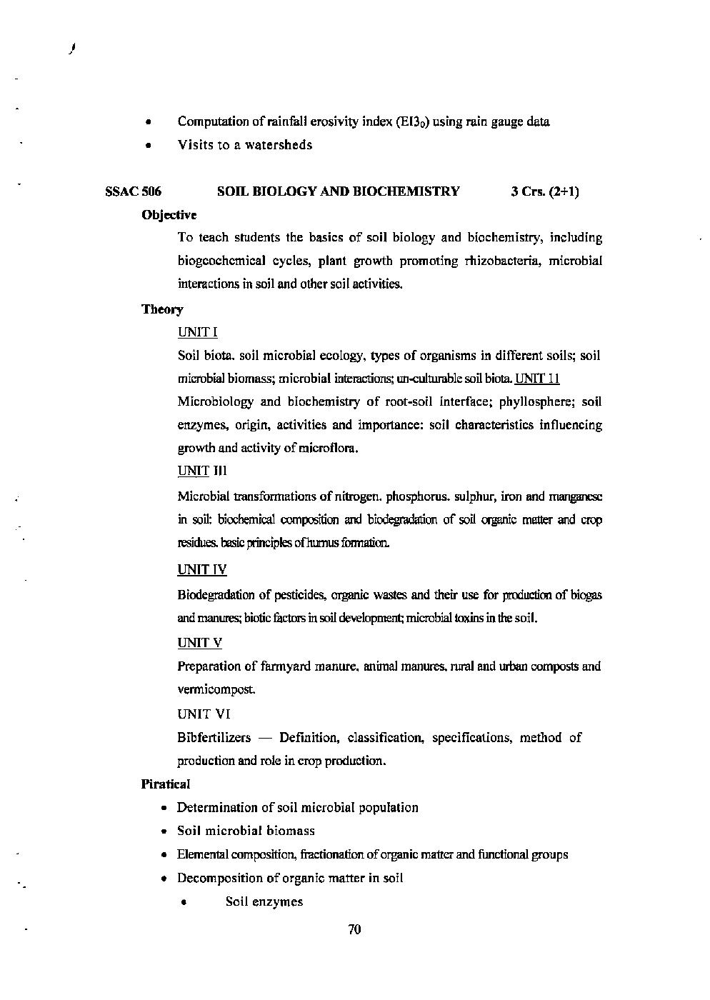 • Computation of rainfall erosivity index (EI3₀) using rain gauge data
• Visits to a watersheds
SSAC 506 SOIL BIOLOGY AND BIOCHEMISTRY 3 Crs. (2+1)
Objective
To teach students the basics of soil biology and biochemistry, including
biogeochemical cycles, plant growth promoting rhizobacteria, microbial
interactions in soil and other soil activities.
Theory
UNIT I
Soil biota. soil microbial ecology, types of organisms in different soils; soil
microbial biomass; microbial interactions; un-culturable soil biota. UNIT 11
Microbiology and biochemistry of root-soil interface; phyllosphere; soil
enzymes, origin, activities and importance: soil characteristics influencing
growth and activity of microflora.
UNIT III
Microbial transformations of nitrogen. phosphorus. sulphur, iron and manganese
in soil: biochemical composition and biodegradation of soil organic matter and crop
residues. basic principles of humus formation.
UNIT IV
Biodegradation of pesticides, organic wastes and their use for production of biogas
and manures; biotic factors in soil development; microbial toxins in the soil.
UNIT V
Preparation of farmyard manure. animal manures. rural and urban composts and
vermicompost.
UNIT VI
Bibfertilizers — Definition, classification, specifications, method of
production and role in crop production.
Piratical
• Determination of soil microbial population
• Soil microbial biomass
• Elemental composition, fractionation of organic matter and functional groups
• Decomposition of organic matter in soil
• Soil enzymes
70